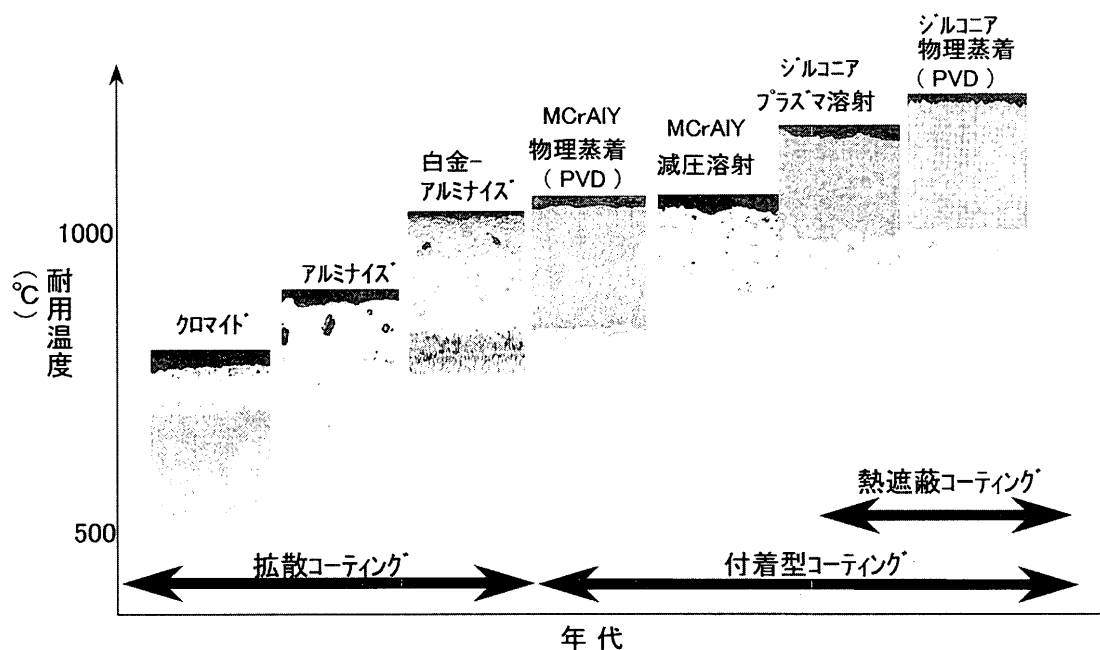 ジルコニア
物理蒸着
(PVD)
ジルコニア
プラズマ溶射
MCrAlY
減圧溶射
MCrAlY
物理蒸着
(PVD)
白金-
アルミナイズ
アルミナイズ
クロマイド
1000
500
耐用温度
(℃)
熱遮蔽コーティング
拡散コーティング
付着型コーティング
年代